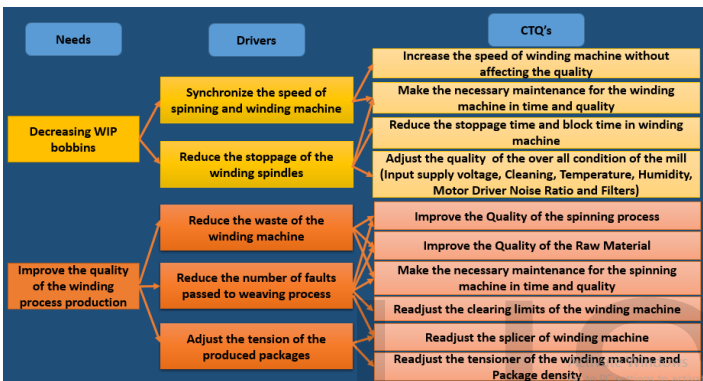 Needs
Drivers
CTQ's
Decreasing WIP
bobbins
Synchronize the speed of
spinning and winding machine
Reduce the stoppage of the
winding spindles
Increase the speed of winding machine without
affecting the quality
Make the necessary maintenance for the winding
machine in time and quality
Reduce the stoppage time and block time in winding
machine
Adjust the quality of the over all condition of the mill
(Input supply voltage, Cleaning, Temperature, Humidity,
Motor Driver Noise Ratio and Filters)
Improve the quality
of the winding
process production
Reduce the waste of the
winding machine
Reduce the number of faults
passed to weaving process
Adjust the tension of the
produced packages
Improve the Quality of the spinning process
Improve the Quality of the Raw Material
Make the necessary maintenance for the spinning
machine in time and quality
Readjust the clearing limits of the winding machine
Readjust the splicer of winding machine
Readjust the tensioner of the winding machine and
Package density